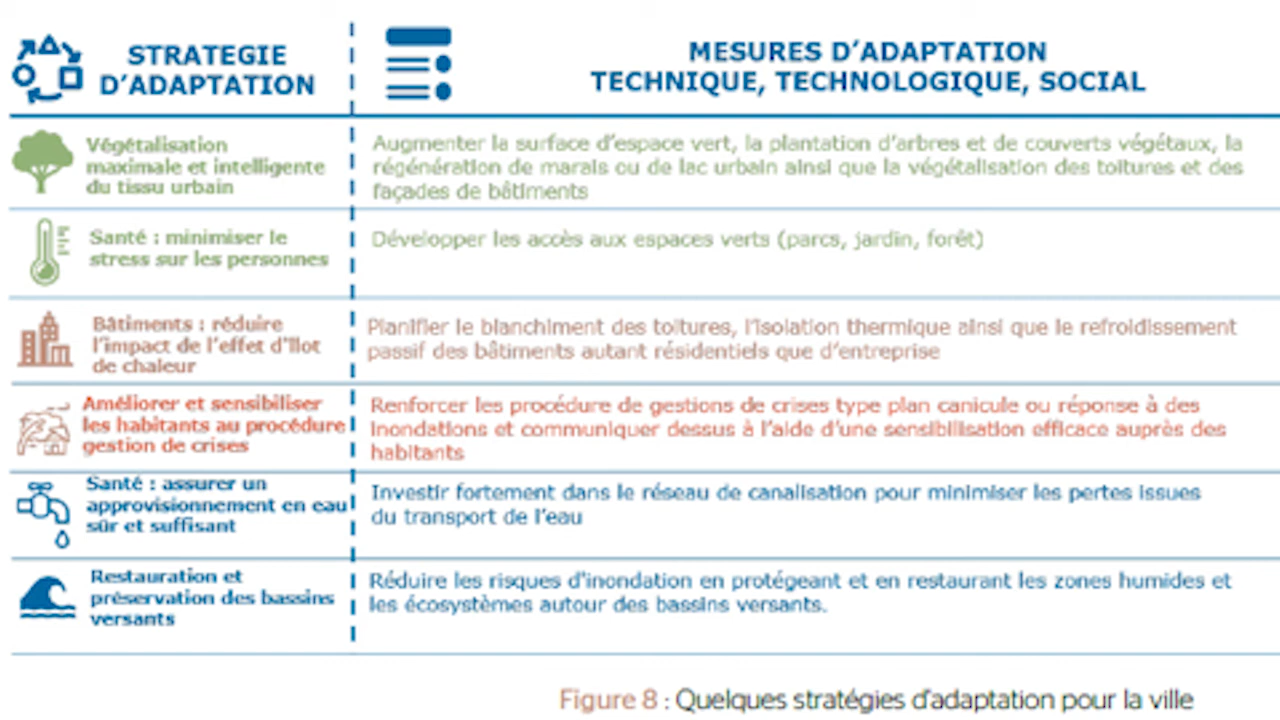 STRATEGIE
D'ADAPTATION
MESURES D'ADAPTATION
TECHNIQUE, TECHNOLOGIQUE, SOCIAL
Végétalisation
maximale et intelligente
du tissu urbain
Augmenter la surface d'espace vert, la plantation d'arbres et de couverts végétaux, la
régénération de marais ou de lac urbain ainsi que la végétalisation des toitures et des
façades de bâtiments
Santé : minimiser le
stress sur les personnes
Développer les accès aux espaces verts (parcs, jardin, forêt)
Bâtiments : réduire
l'impact de l'effet d'îlot
de chaleur
Planifier le blanchiment des toitures, l'isolation thermique ainsi que le refroidissement
passif des bâtiments autant résidentiels que d'entreprise
Améliorer et sensibiliser
les habitants au procédure
gestion de crises
Renforcer les procédure de gestions de crises type plan canicule ou réponse à des
inondations et communiquer dessus à l'aide d'une sensibilisation efficace auprès des
habitants
Santé : assurer un
approvisionnement en eau
sûr et suffisant
Investir fortement dans le réseau de canalisation pour minimiser les pertes issues
du transport de l'eau
Restauration et
préservation des bassins
versants
Réduire les risques d'inondation en protégeant et en restaurant les zones humides et
les écosystèmes autour des bassins versants.
Figure 8 : Quelques stratégies d'adaptation pour la ville